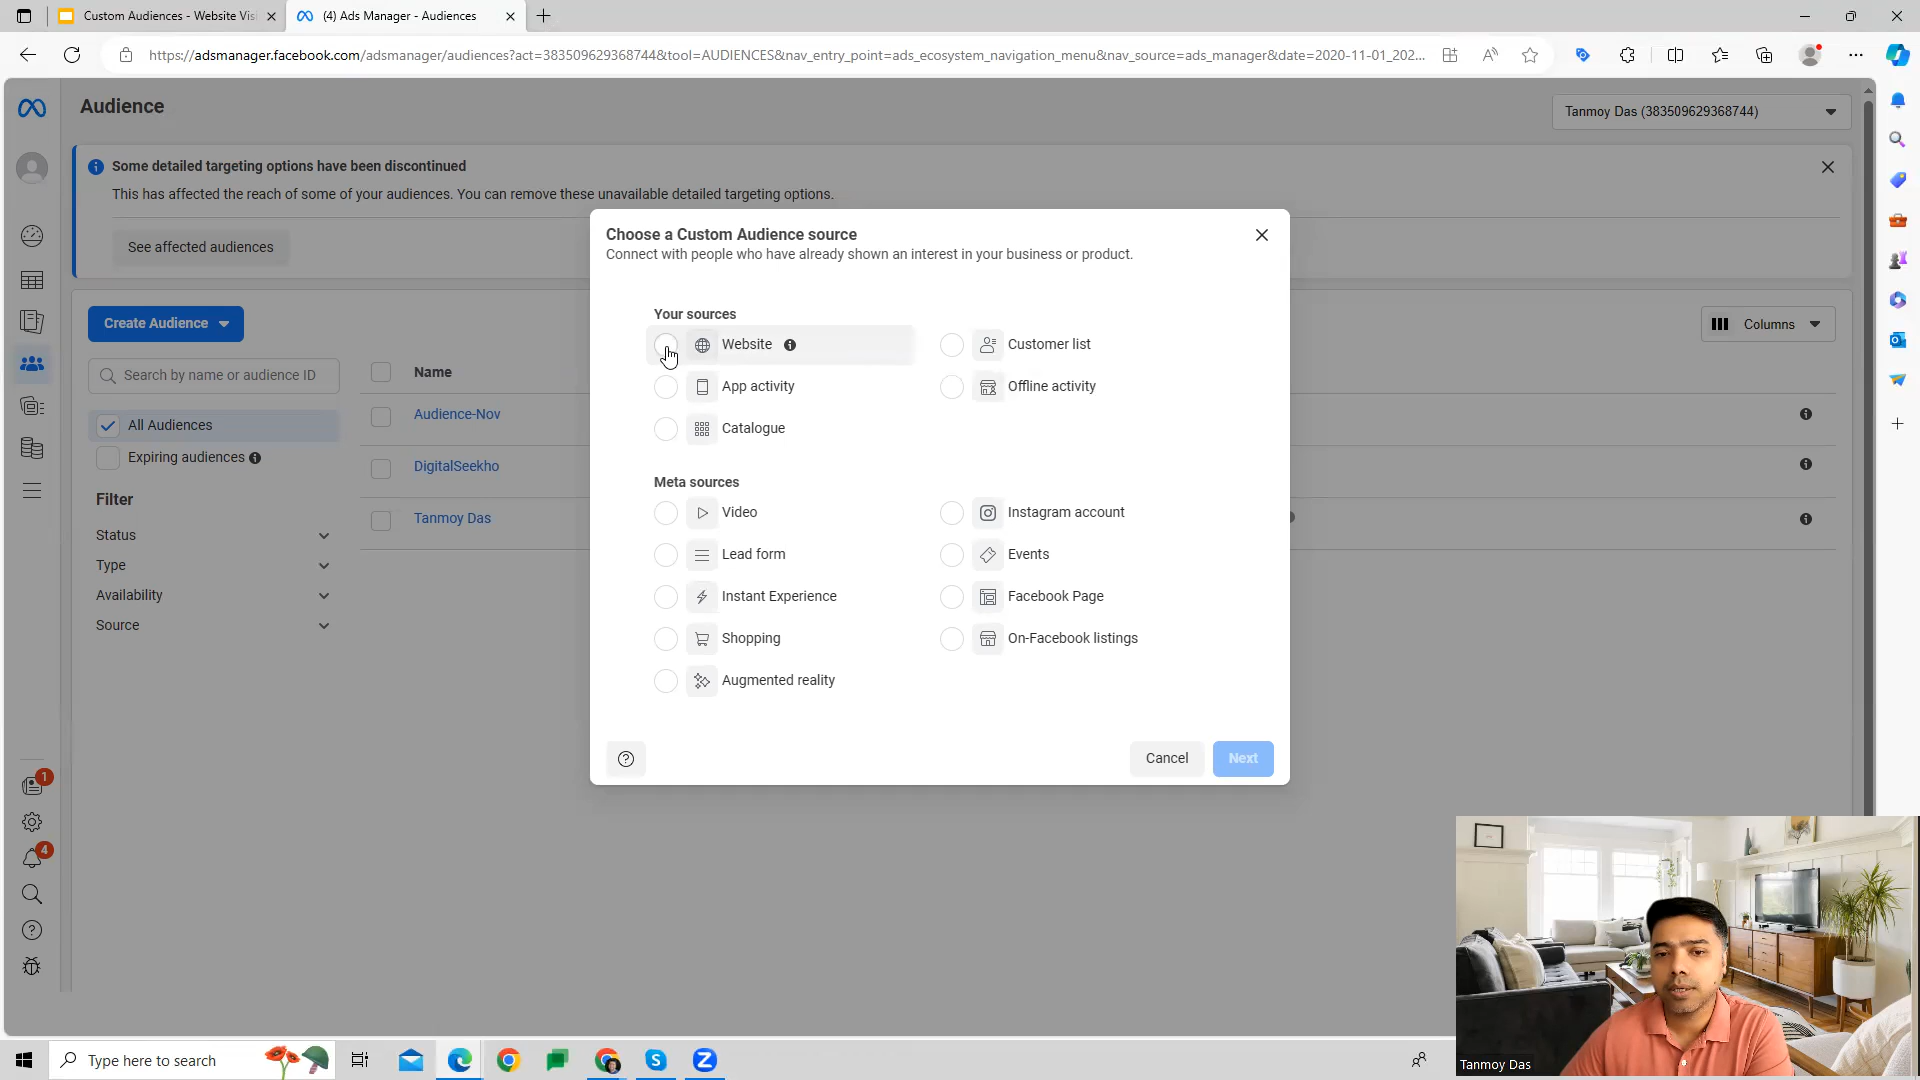 Custom Audiences - Website Vis
(4) Ads Manager - Audiences
https://adsmanager.facebook.com/adsmanager/audiences?act=383509629368744&tool=AUDIENCES&nav_entry_point=ads_ecosystem_navigation_menu&nav_source=ads_manager&date=2020-11-01_202...
Audience
Tanmoy Das (383509629368744)
Some detailed targeting options have been discontinued
This has affected the reach of some of your audiences. You can remove these unavailable detailed targeting options.
See affected audiences
Create Audience
Columns
Search by name or audience ID
Name
All Audiences
Audience-Nov
Expiring audiences
DigitalSeekho
Filter
Tanmoy Das
Status
Type
Availability
Source
Choose a Custom Audience source
Connect with people who have already shown an interest in your business or product.
Your sources
Website
Customer list
App activity
Offline activity
Catalogue
Meta sources
Video
Instagram account
Lead form
Events
Instant Experience
Facebook Page
Shopping
On-Facebook listings
Augmented reality
Cancel
Next
1
4
Type here to search
Tanmoy Das